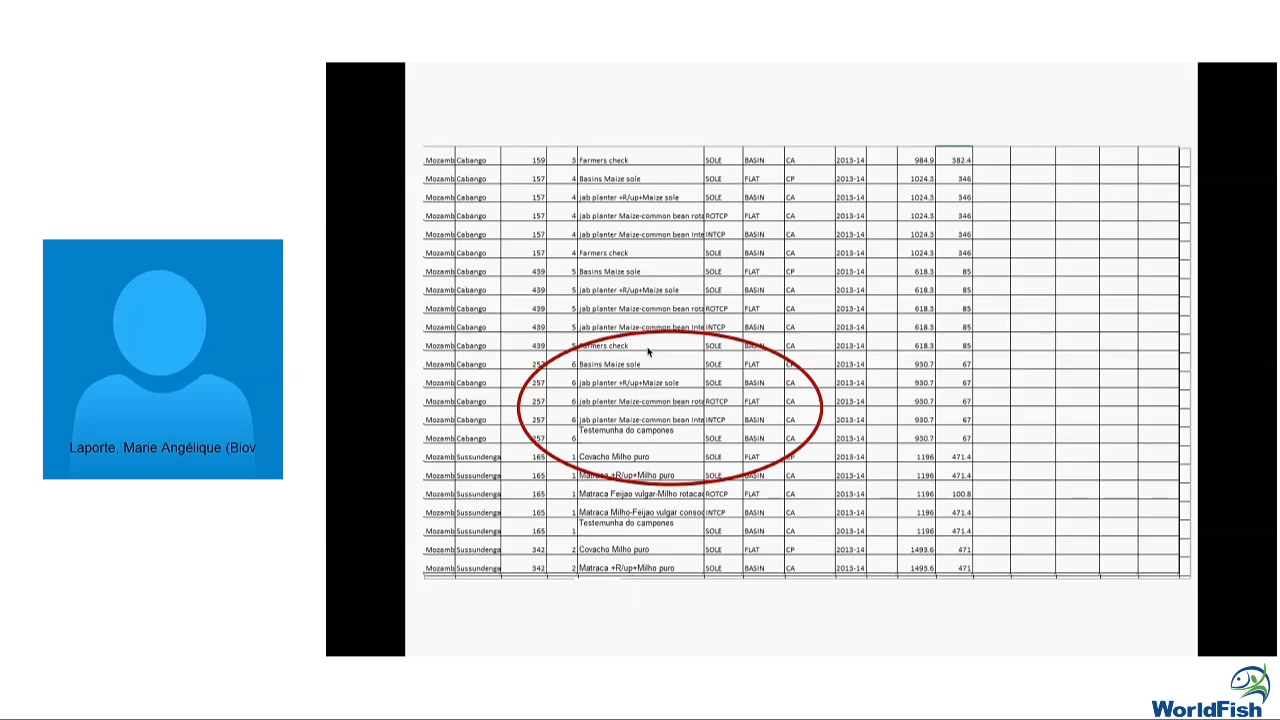 Mozamb Cabango 159 3 Farmers check SOLE BASIN CA 2013-14 984.9 382.4
Mozamb Cabango 157 4 Basins Maize sole SOLE FLAT CP 2013-14 1024.3 346
Mozamb Cabango 157 4 jab planter +R/up+Maize sole SOLE BASIN CA 2013-14 1024.3 346
Mozamb Cabango 157 4 jab planter Maize-common bean rota ROTCP FLAT CA 2013-14 1024.3 346
Mozamb Cabango 157 4 jab planter Maize-common bean inte INTCP BASIN CA 2013-14 1024.3 346
Mozamb Cabango 157 4 Farmers check SOLE BASIN CA 2013-14 1024.3 346
Mozamb Cabango 439 5 Basins Maize sole SOLE FLAT CP 2013-14 618.3 85
Mozamb Cabango 439 5 jab planter +R/up+Maize sole SOLE BASIN CA 2013-14 618.3 85
Mozamb Cabango 439 5 jab planter Maize-common bean rota ROTCP FLAT CA 2013-14 618.3 85
Mozamb Cabango 439 5 jab planter Maize-common bean inte INTCP BASIN CA 2013-14 618.3 85
Mozamb Cabango 439 5 Farmers check SOLE BASIN CA 2013-14 618.3 85
Mozamb Cabango 257 6 Basins Maize sole SOLE FLAT CP 2013-14 930.7 67
Mozamb Cabango 257 6 jab planter +R/up+Maize sole SOLE BASIN CA 2013-14 930.7 67
Mozamb Cabango 257 6 jab planter Maize-common bean rota ROTCP FLAT CA 2013-14 930.7 67
Mozamb Cabango 257 6 jab planter Maize-common bean inte INTCP BASIN CA 2013-14 930.7 67
Mozamb Cabango 257 6 Testemunha do campones SOLE BASIN CA 2013-14 930.7 67
Mozamb Sussundenga 165 1 Covacho Milho puro SOLE FLAT CP 2013-14 1196 471.4
Mozamb Sussundenga 165 1 Matraca +R/up+Milho puro SOLE BASIN CA 2013-14 1196 471.4
Mozamb Sussundenga 165 1 Matraca Feijao vulgar-Milho rotacao ROTCP FLAT CA 2013-14 1196 100.8
Mozamb Sussundenga 165 1 Matraca Milho-Feijao vulgar consoc INTCP BASIN CA 2013-14 1196 471.4
Mozamb Sussundenga 165 1 Testemunha do campones SOLE BASIN CA 2013-14 1196 471.4
Mozamb Sussundenga 342 2 Covacho Milho puro SOLE FLAT CP 2013-14 1493.6 471
Mozamb Sussundenga 342 2 Matraca +R/up+Milho puro SOLE BASIN CA 2013-14 1493.6 471
Laporte, Marie Angélique (Biov
WorldFish